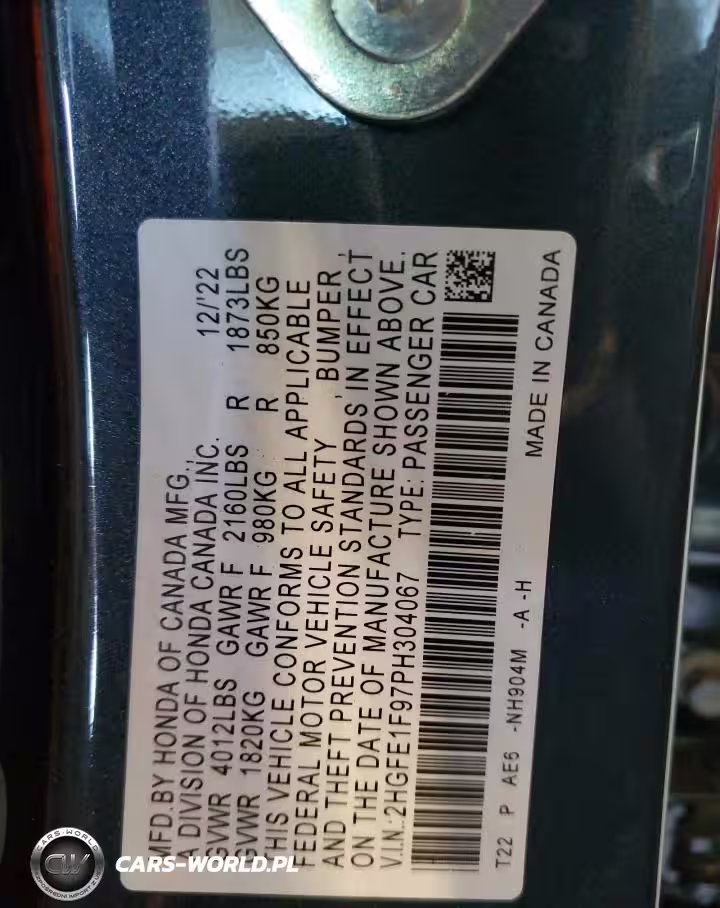 MFD.BY HONDA OF CANADA MFG., 12/'22
A DIVISION OF HONDA CANADA INC.
GVWR 4012LBS GAWR F 2160LBS R 1873LBS
GVWR 1820KG GAWR F 980KG R 850KG
THIS VEHICLE CONFORMS TO ALL APPLICABLE
FEDERAL MOTOR VEHICLE SAFETY, BUMPER,
AND THEFT PREVENTION STANDARDS, IN EFFECT
ON THE DATE OF MANUFACTURE SHOWN ABOVE.
V.I.N.:2HGFE1F97PH304067 TYPE: PASSENGER CAR
T22 P AE6 -NH904M -A -H MADE IN CANADA
CARS-WORLD
CW
CARS-WORLD.PL